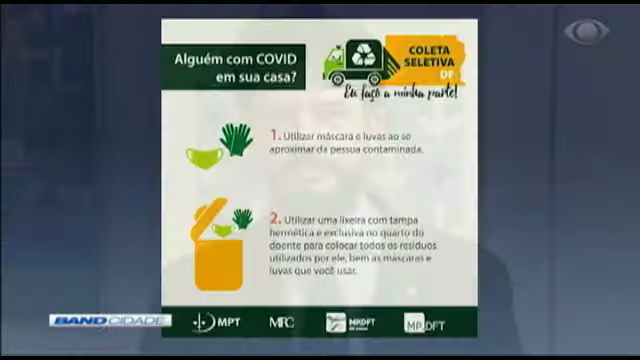 Alguém com COVID
em sua casa?
COLETA
SELETIVA
DF
Eu faço a minha parte!
1. Utilizar máscara e luvas ao se
aproximar da pessoa contaminada.
2. Utilizar uma lixeira com tampa
hermética e exclusiva no quarto do
doente para colocar todos os resíduos
utilizados por ele, bem as máscaras e
luvas que você usar.
MPT
MPC
MPDFT
BAND CIDADE